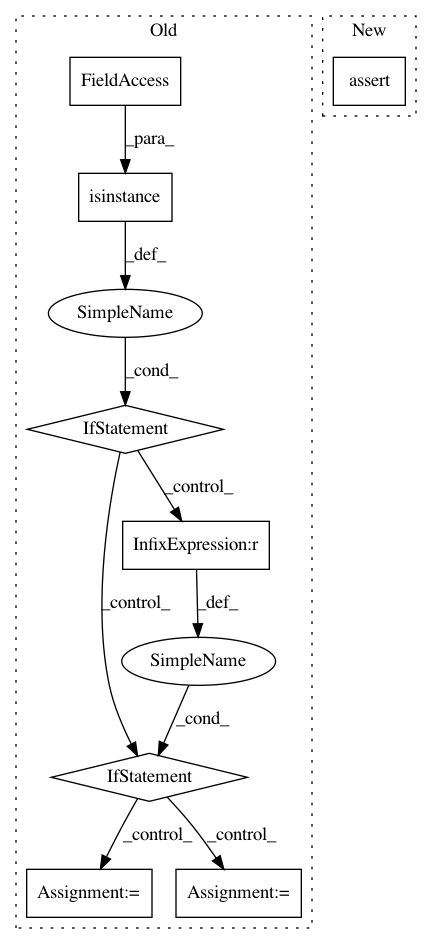 Old
New
FieldAccess
assert
_para_
isinstance
_def_
SimpleName
_cond_
IfStatement
_control_
InfixExpression:r
_control_
_def_
SimpleName
_cond_
IfStatement
_control_
_control_
Assignment:=
Assignment:=